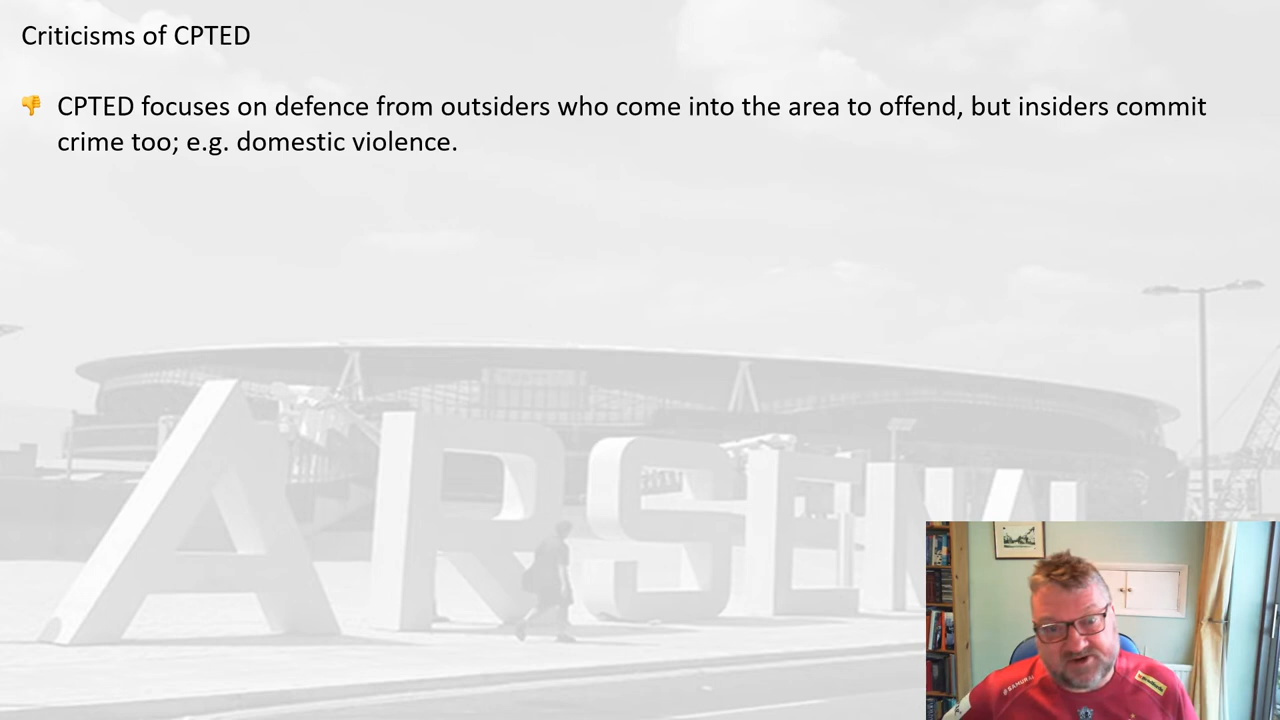 Criticisms of CPTED
👎 CPTED focuses on defence from outsiders who come into the area to offend, but insiders commit
crime too; e.g. domestic violence.
ARSENAL
SAMURAI